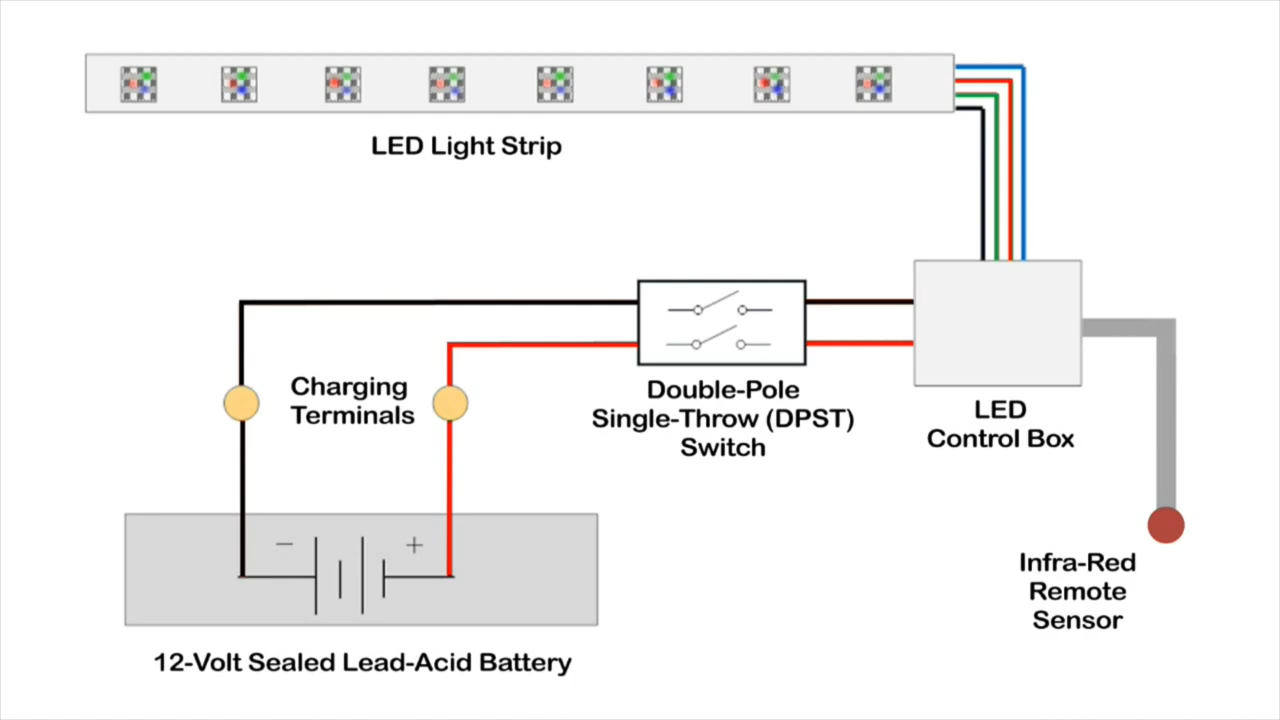 LED Light Strip
Charging
Terminals
Double-Pole
Single-Throw (DPST)
Switch
LED
Control Box
− +
Infra-Red
Remote
Sensor
12-Volt Sealed Lead-Acid Battery